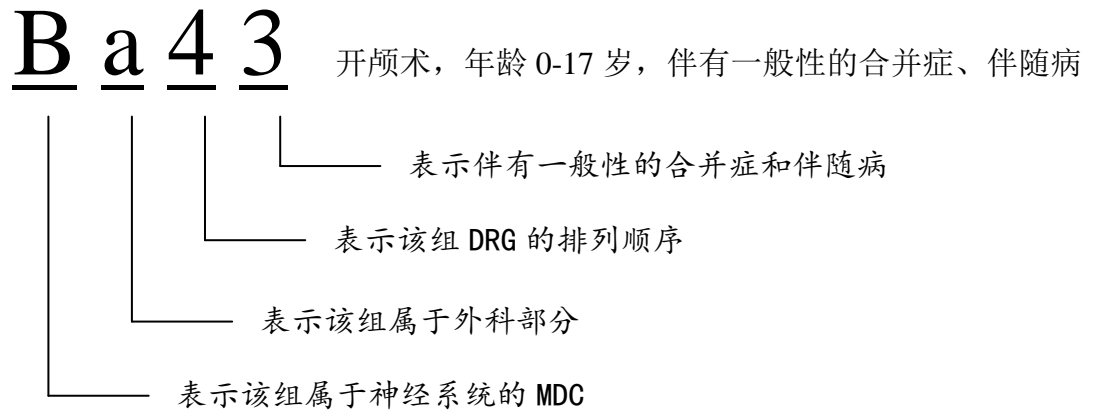 Ba43 开颅术，年龄 0-17 岁，伴有一般性的合并症、伴随病
表示伴有一般性的合并症和伴随病
表示该组 DRG 的排列顺序
表示该组属于外科部分
表示该组属于神经系统的 MDC